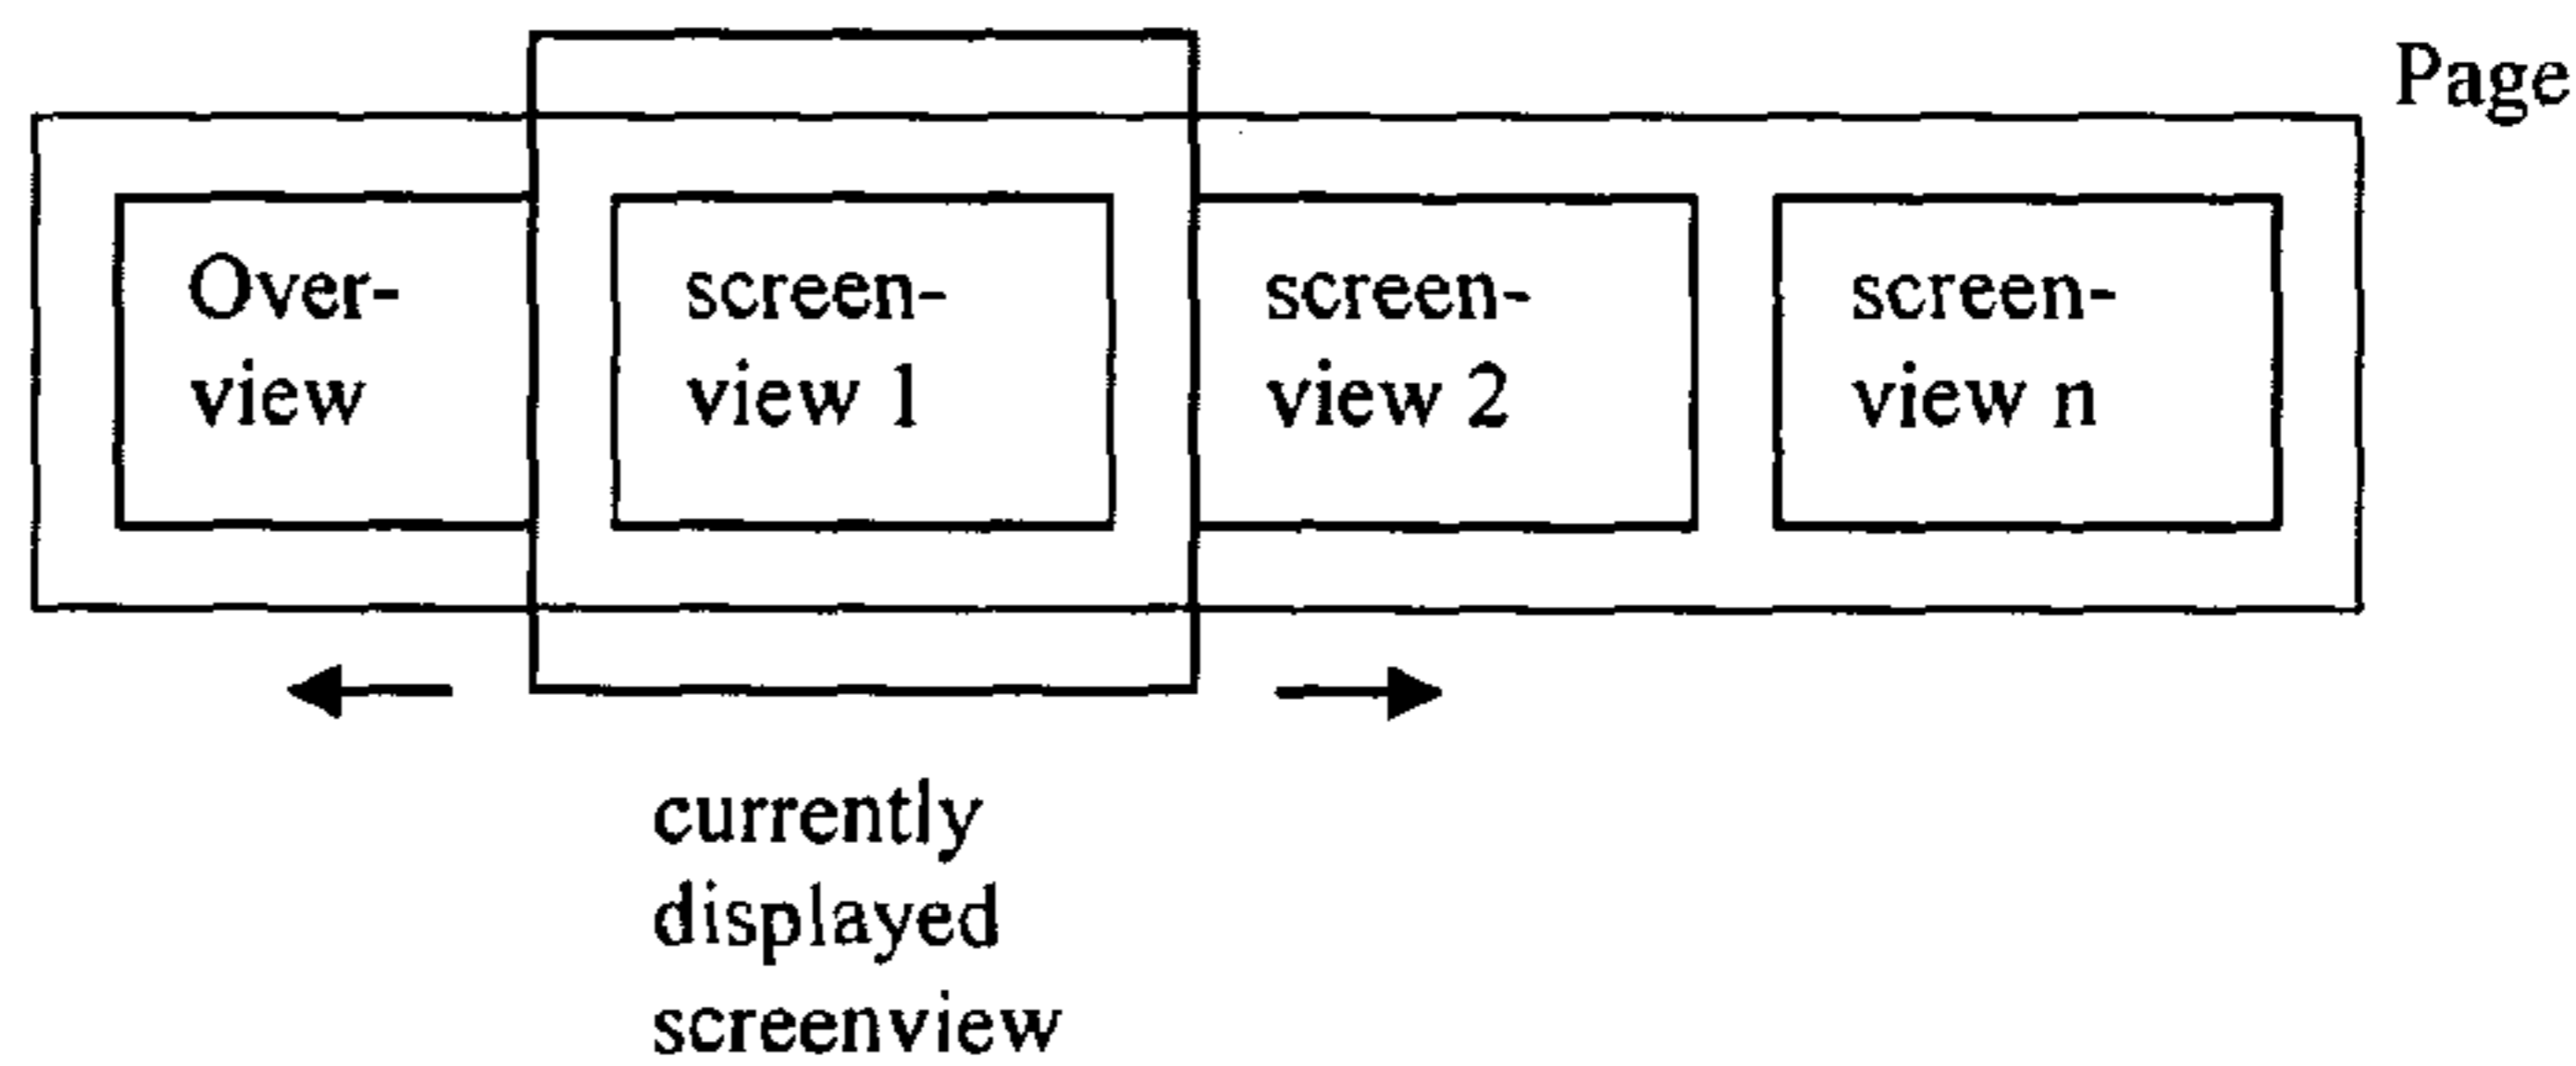 Page
Over-
view
screen-
view 1
screen-
view 2
screen-
view n
currently
displayed
screenview